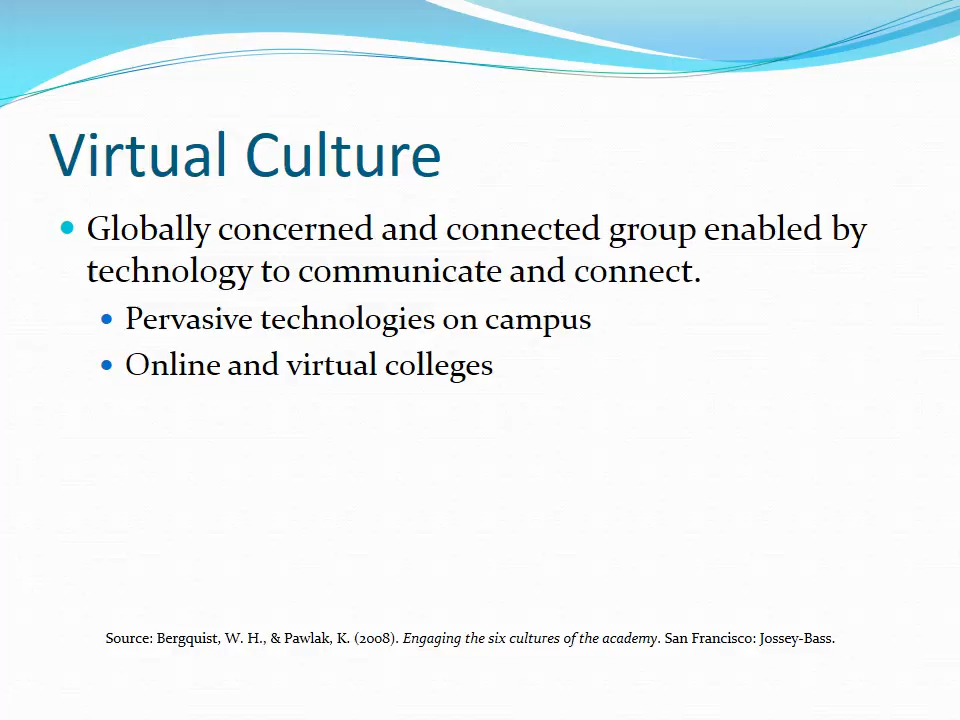 Virtual Culture
Globally concerned and connected group enabled by
technology to communicate and connect.
Pervasive technologies on campus
Online and virtual colleges
Source: Bergquist, W. H., & Pawlak, K. (2008). Engaging the six cultures of the academy. San Francisco: Jossey-Bass.